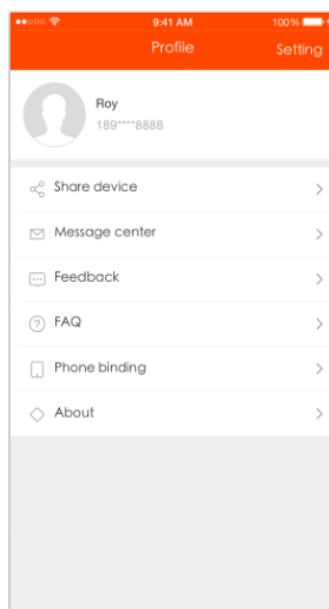 9:41 AM 100%
Profile Setting
Roy
189****8888
Share device
Message center
Feedback
FAQ
Phone binding
About